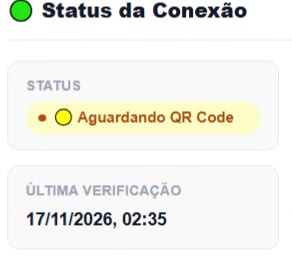 Status da Conexão
STATUS
Aguardando QR Code
ÚLTIMA VERIFICAÇÃO
17/11/2026, 02:35